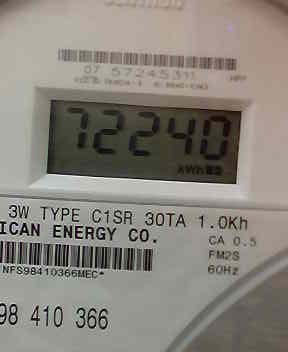 07 57245311
72240
kWh
3W TYPE C1SR 30TA 1.0Kh
ICAN ENERGY CO.
CA 0.5
FM2S
60Hz
NFS98410366MEC*
98 410 366